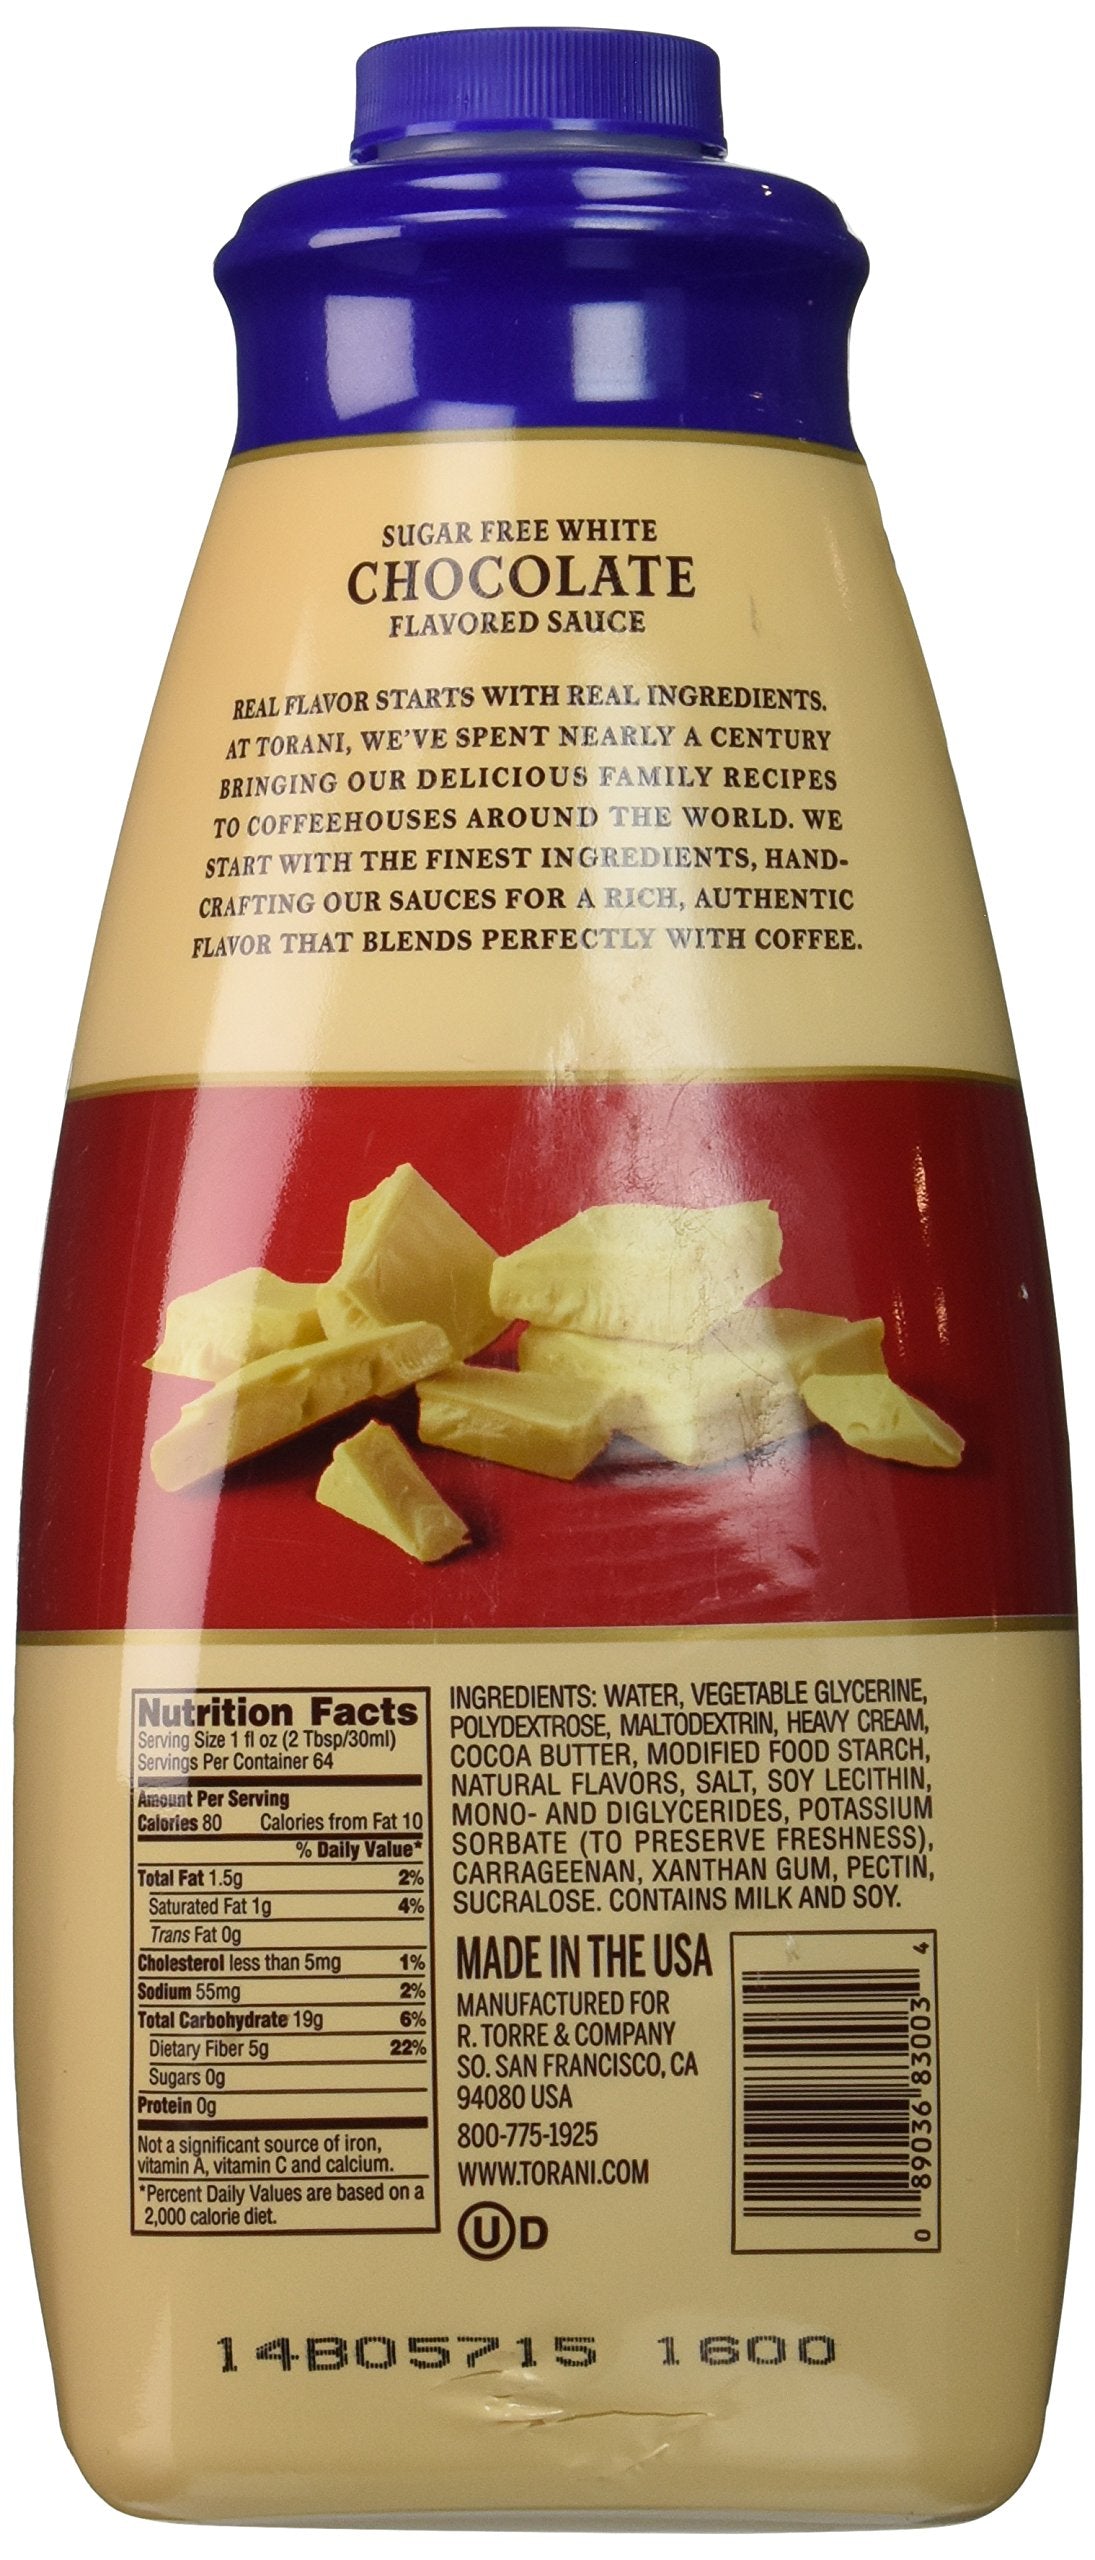 SUGAR FREE WHITE
CHOCOLATE
FLAVORED SAUCE
REAL FLAVOR STARTS WITH REAL INGREDIENTS.
AT TORANI, WE'VE SPENT NEARLY A CENTURY
BRINGING OUR DELICIOUS FAMILY RECIPES
TO COFFEEHOUSES AROUND THE WORLD. WE
START WITH THE FINEST INGREDIENTS, HAND-
CRAFTING OUR SAUCES FOR A RICH, AUTHENTIC
FLAVOR THAT BLENDS PERFECTLY WITH COFFEE.
Nutrition Facts
Serving Size 1 fl oz (2 Tbsp/30ml)
Servings Per Container 64
Amount Per Serving
Calories 80 Calories from Fat 10
% Daily Value*
Total Fat 1.5g 2%
Saturated Fat 1g 4%
Trans Fat 0g
Cholesterol less than 5mg 1%
Sodium 55mg 2%
Total Carbohydrate 19g 6%
Dietary Fiber 5g 22%
Sugars 0g
Protein 0g
Not a significant source of iron,
vitamin A, vitamin C and calcium.
*Percent Daily Values are based on a
2,000 calorie diet.
INGREDIENTS: WATER, VEGETABLE GLYCERINE,
POLYDEXTROSE, MALTODEXTRIN, HEAVY CREAM,
COCOA BUTTER, MODIFIED FOOD STARCH,
NATURAL FLAVORS, SALT, SOY LECITHIN,
MONO- AND DIGLYCERIDES, POTASSIUM
SORBATE (TO PRESERVE FRESHNESS),
CARRAGEENAN, XANTHAN GUM, PECTIN,
SUCRALOSE. CONTAINS MILK AND SOY.
MADE IN THE USA
MANUFACTURED FOR
R. TORRE & COMPANY
SO. SAN FRANCISCO, CA
94080 USA
800-775-1925
WWW.TORANI.COM
U D
0 89036 83003 4
14B05715 1600